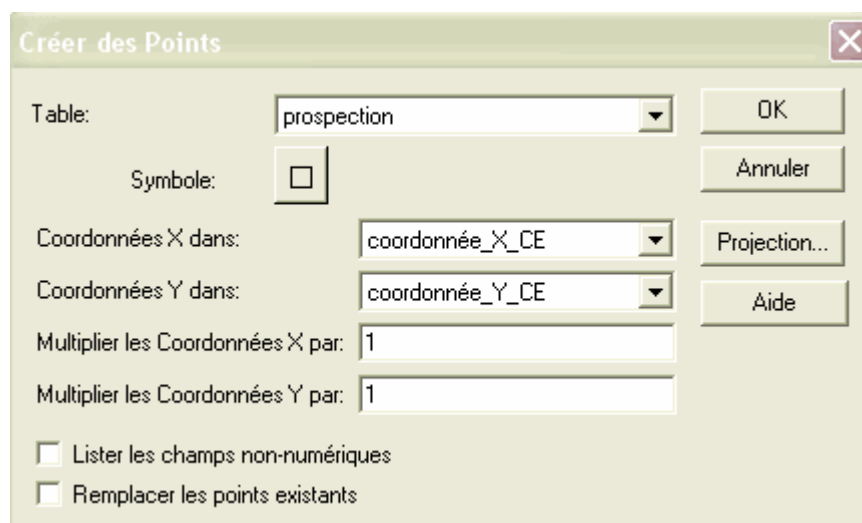 Créer des Points
Table: prospection OK
Symbole: Annuler
Coordonnées X dans: coordonnée_X_CE Projection...
Coordonnées Y dans: coordonnée_Y_CE Aide
Multiplier les Coordonnées X par: 1
Multiplier les Coordonnées Y par: 1
Lister les champs non-numériques
Remplacer les points existants